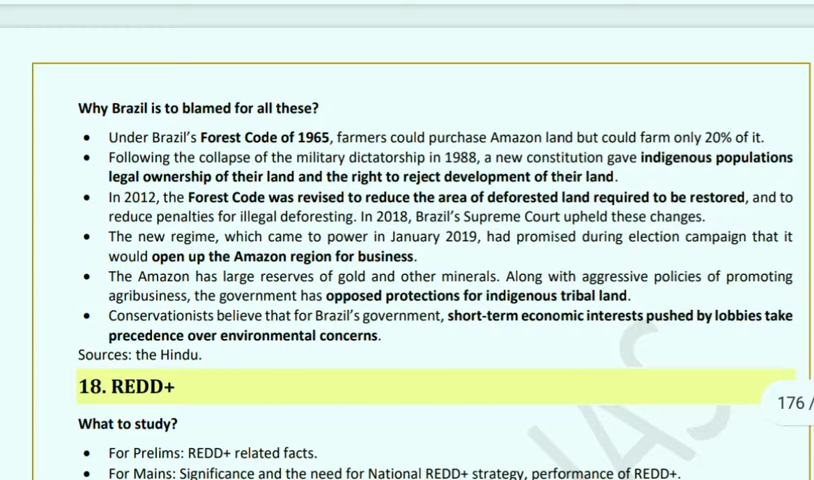 Why Brazil is to blamed for all these?
• Under Brazil's Forest Code of 1965, farmers could purchase Amazon land but could farm only 20% of it.
• Following the collapse of the military dictatorship in 1988, a new constitution gave indigenous populations
legal ownership of their land and the right to reject development of their land.
• In 2012, the Forest Code was revised to reduce the area of deforested land required to be restored, and to
reduce penalties for illegal deforesting. In 2018, Brazil's Supreme Court upheld these changes.
• The new regime, which came to power in January 2019, had promised during election campaign that it
would open up the Amazon region for business.
• The Amazon has large reserves of gold and other minerals. Along with aggressive policies of promoting
agribusiness, the government has opposed protections for indigenous tribal land.
• Conservationists believe that for Brazil's government, short-term economic interests pushed by lobbies take
precedence over environmental concerns.
Sources: the Hindu.
18. REDD+
176 /
What to study?
• For Prelims: REDD+ related facts.
• For Mains: Significance and the need for National REDD+ strategy, performance of REDD+.
IAS